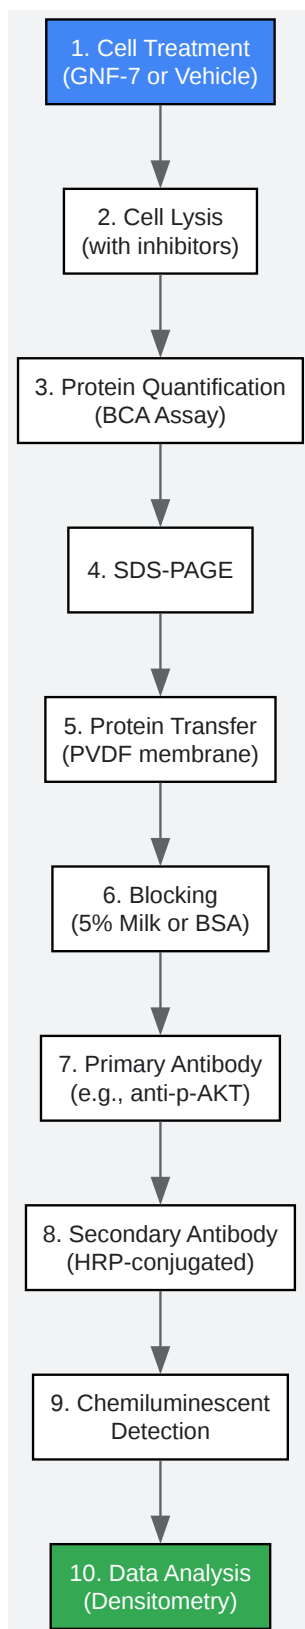 1. Cell Treatment
(GNF-7 or Vehicle)
2. Cell Lysis
(with inhibitors)
3. Protein Quantification
(BCA Assay)
4. SDS-PAGE
5. Protein Transfer
(PVDF membrane)
6. Blocking
(5% Milk or BSA)
7. Primary Antibody
(e.g., anti-p-AKT)
8. Secondary Antibody
(HRP-conjugated)
9. Chemiluminescent
Detection
10. Data Analysis
(Densitometry)